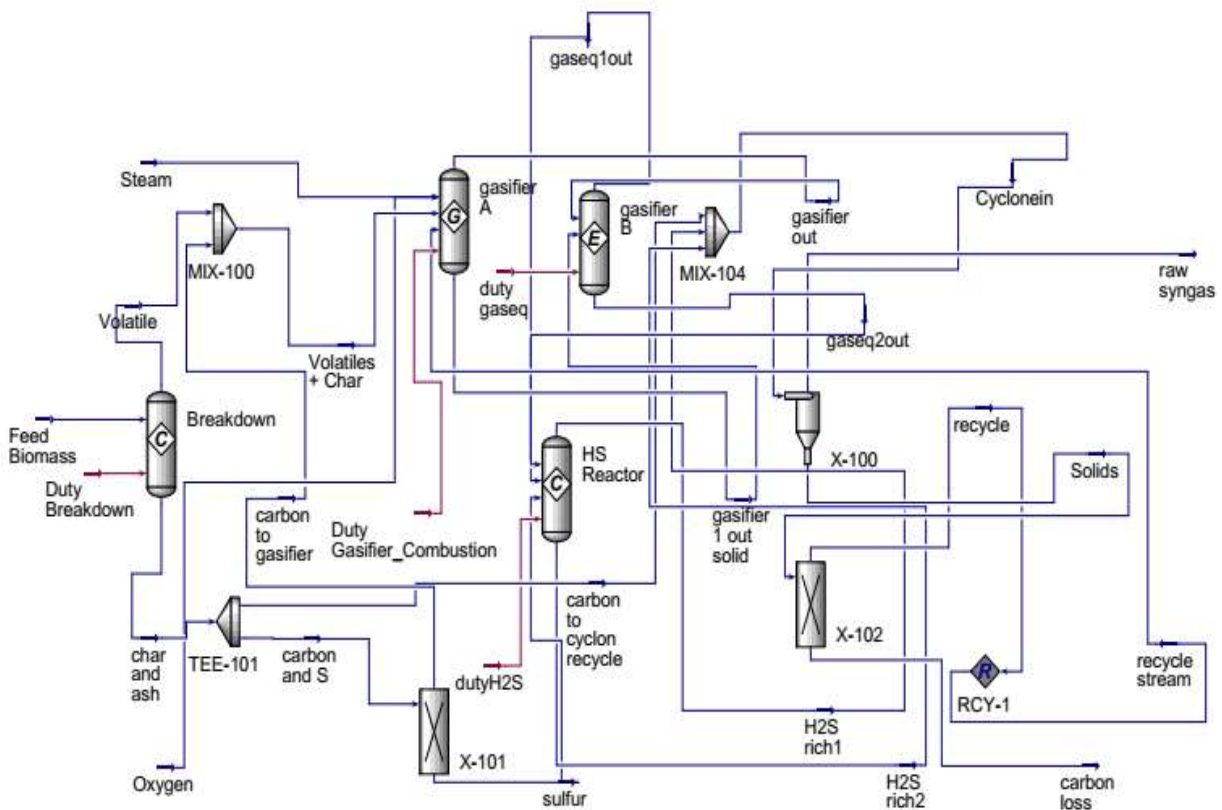 gaseq1out
Steam
gasifier
A
G
gasifier
B
E
MIX-100
MIX-104
gasifier
out
Cyclonein
raw
syngas
duty
gaseq
Volatile
Volatiles
+ Char
gaseq2out
Breakdown
C
Feed
Biomass
Duty
Breakdown
HS
Reactor
C
X-100
recycle
Solids
carbon
to
gasifier
Duty
Gasifier_Combustion
gasifier
1 out
solid
carbon
to
cyclon
recycle
X-102
char
and
ash
TEE-101
carbon
and S
dutyH2S
R
RCY-1
recycle
stream
X-101
H2S
rich1
Oxygen
sulfur
H2S
rich2
carbon
loss